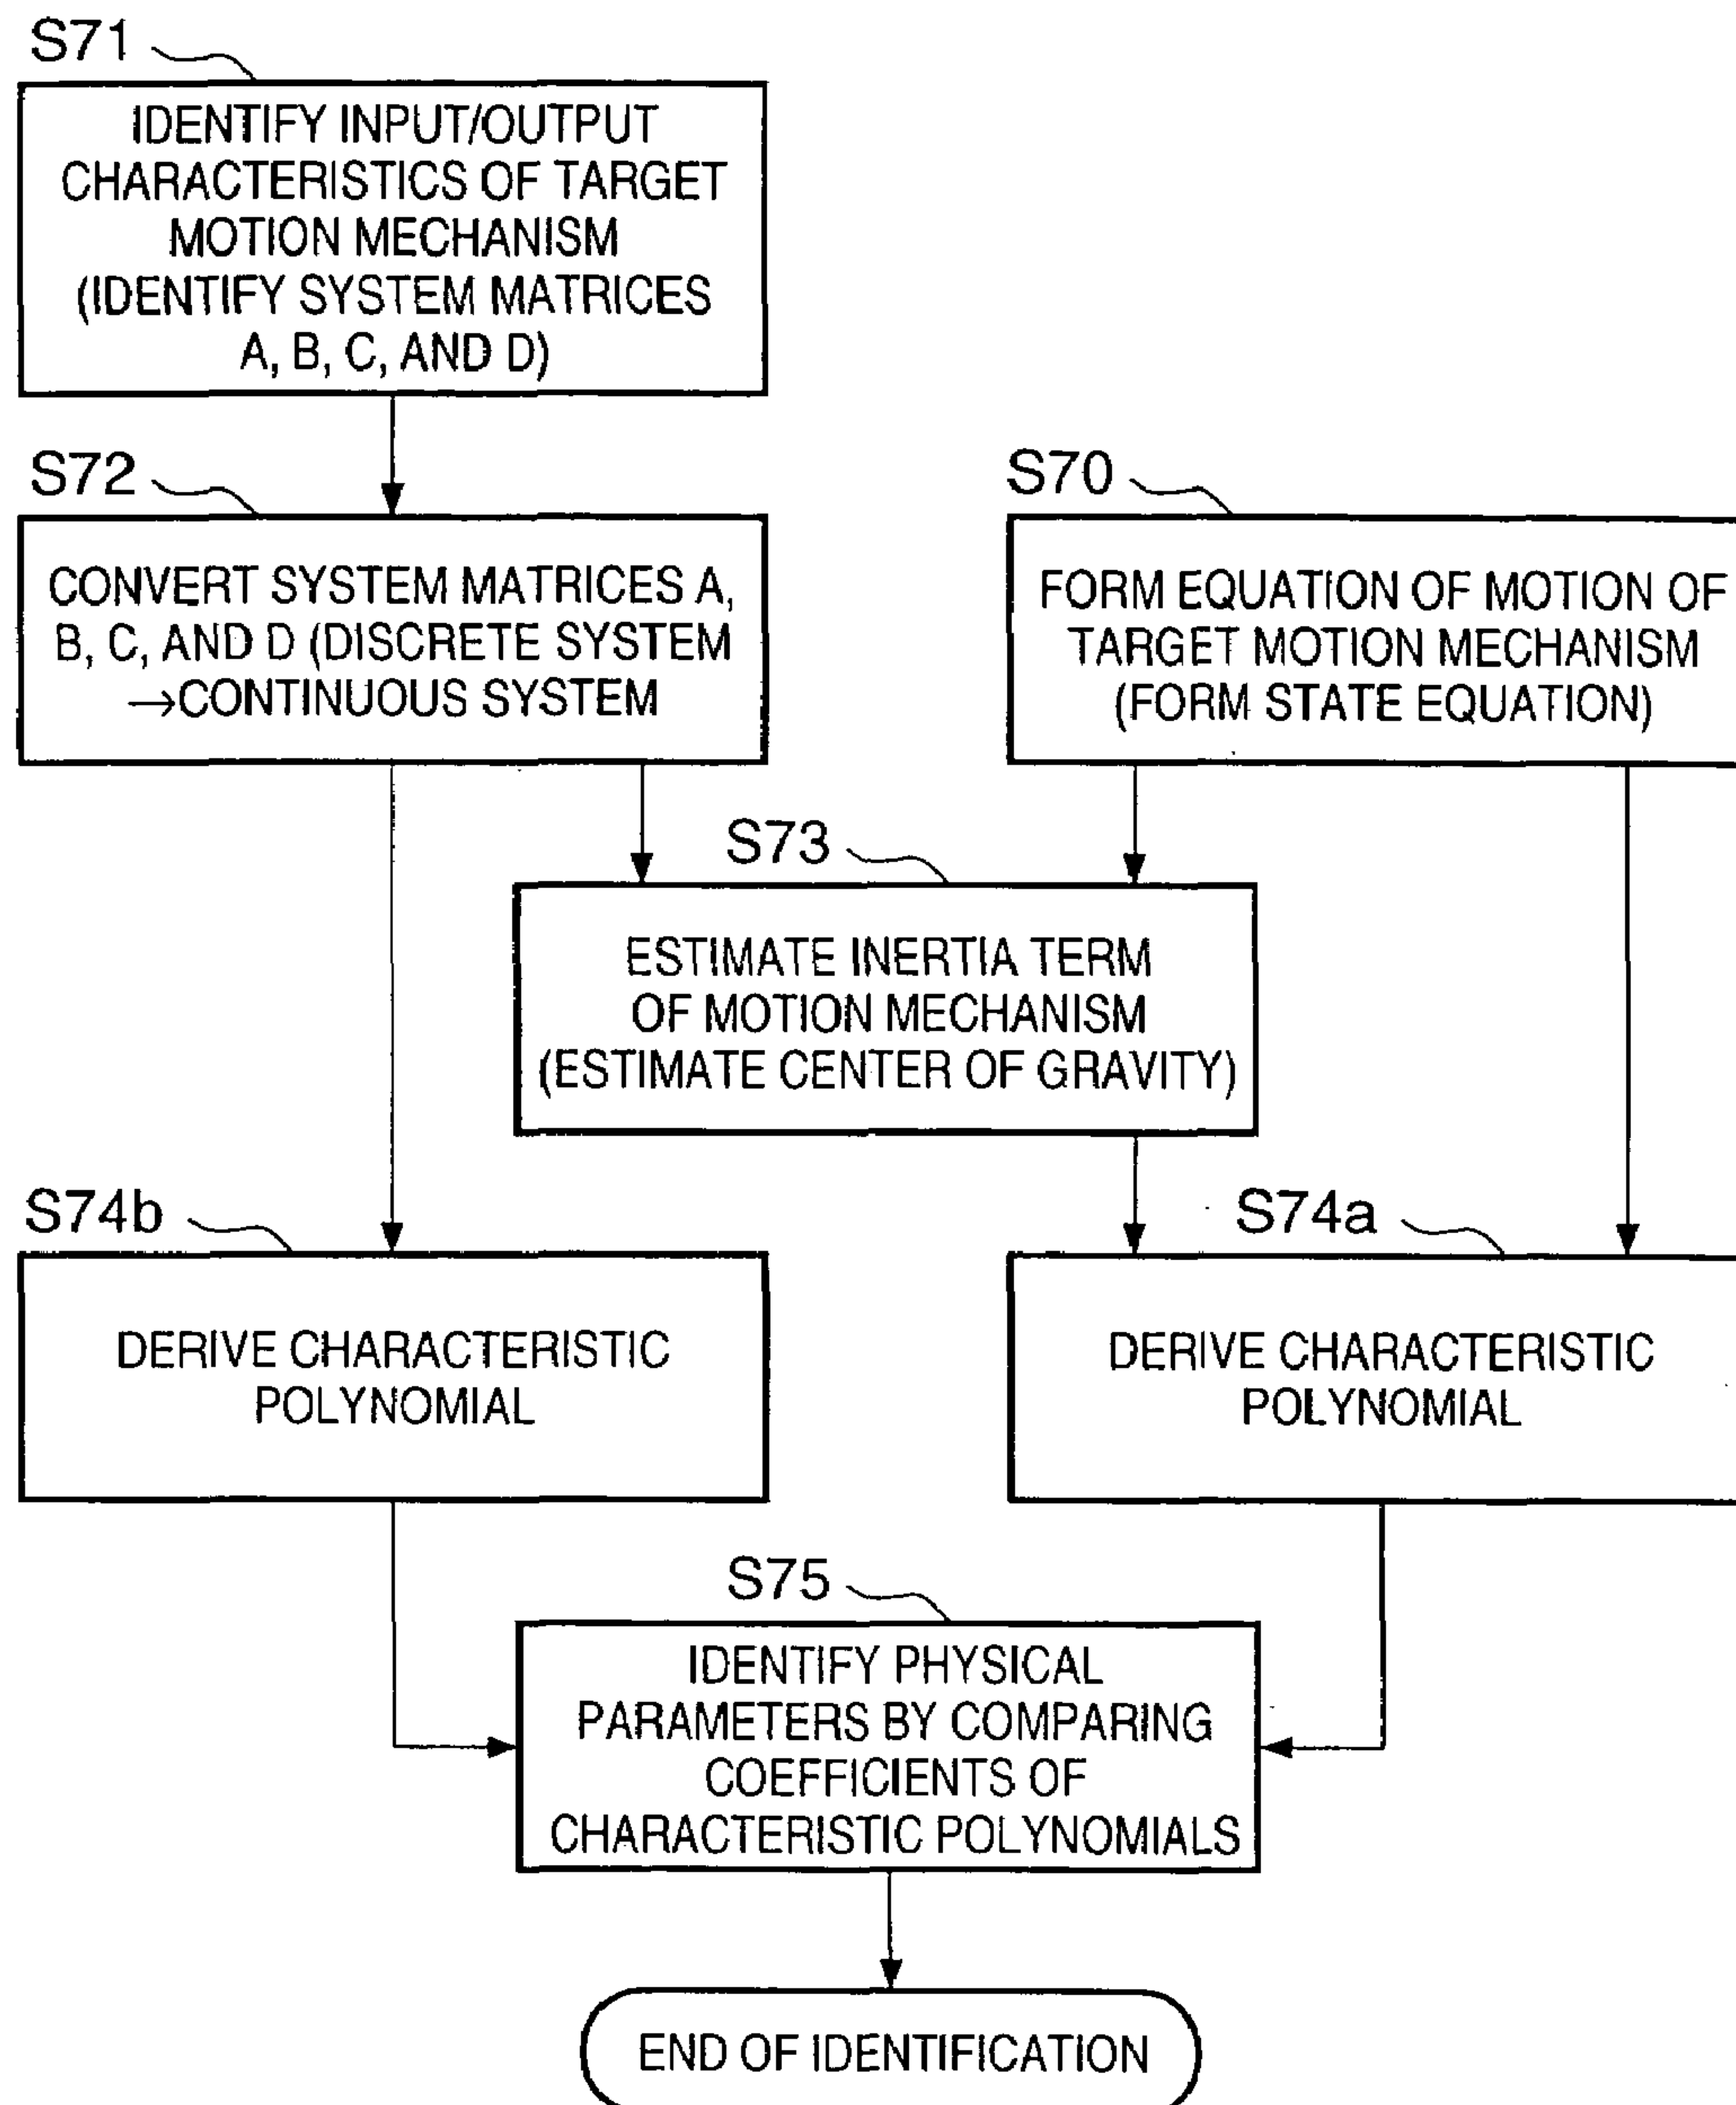 S71
IDENTIFY INPUT/OUTPUT
CHARACTERISTICS OF TARGET
MOTION MECHANISM
(IDENTIFY SYSTEM MATRICES
A, B, C, AND D)
S72
CONVERT SYSTEM MATRICES A,
B, C, AND D (DISCRETE SYSTEM
→CONTINUOUS SYSTEM
S70
FORM EQUATION OF MOTION OF
TARGET MOTION MECHANISM
(FORM STATE EQUATION)
S73
ESTIMATE INERTIA TERM
OF MOTION MECHANISM
(ESTIMATE CENTER OF GRAVITY)
S74b
DERIVE CHARACTERISTIC
POLYNOMIAL
S74a
DERIVE CHARACTERISTIC
POLYNOMIAL
S75
IDENTIFY PHYSICAL
PARAMETERS BY COMPARING
COEFFICIENTS OF
CHARACTERISTIC POLYNOMIALS
END OF IDENTIFICATION